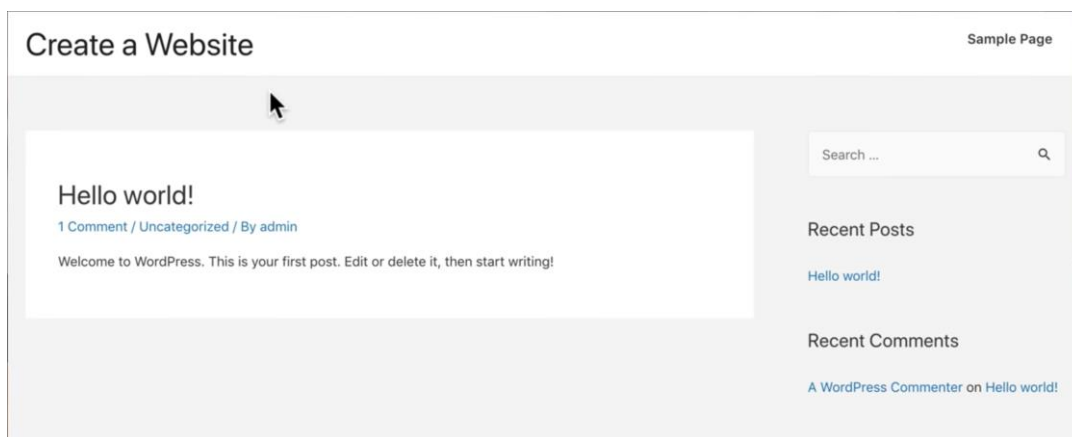 Create a Website
Sample Page
Hello world!
1 Comment / Uncategorized / By admin
Welcome to WordPress. This is your first post. Edit or delete it, then start writing!
Search ...
Recent Posts
Hello world!
Recent Comments
A WordPress Commenter on Hello world!